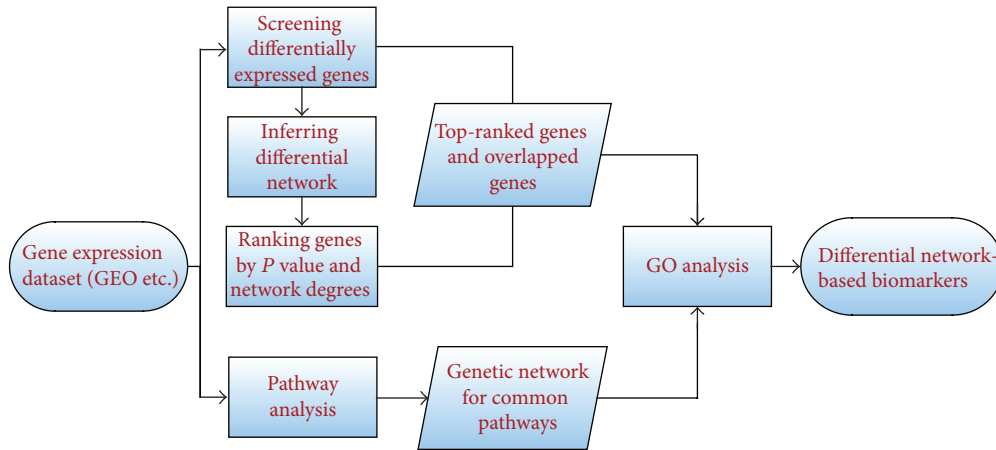 Screening
differentially
expressed genes
Inferring
differential
network
Ranking genes
by P value and
network degrees
Top-ranked genes
and overlapped
genes
Gene expression
dataset (GEO etc.)
GO analysis
Differential network-
based biomarkers
Pathway
analysis
Genetic network
for common
pathways